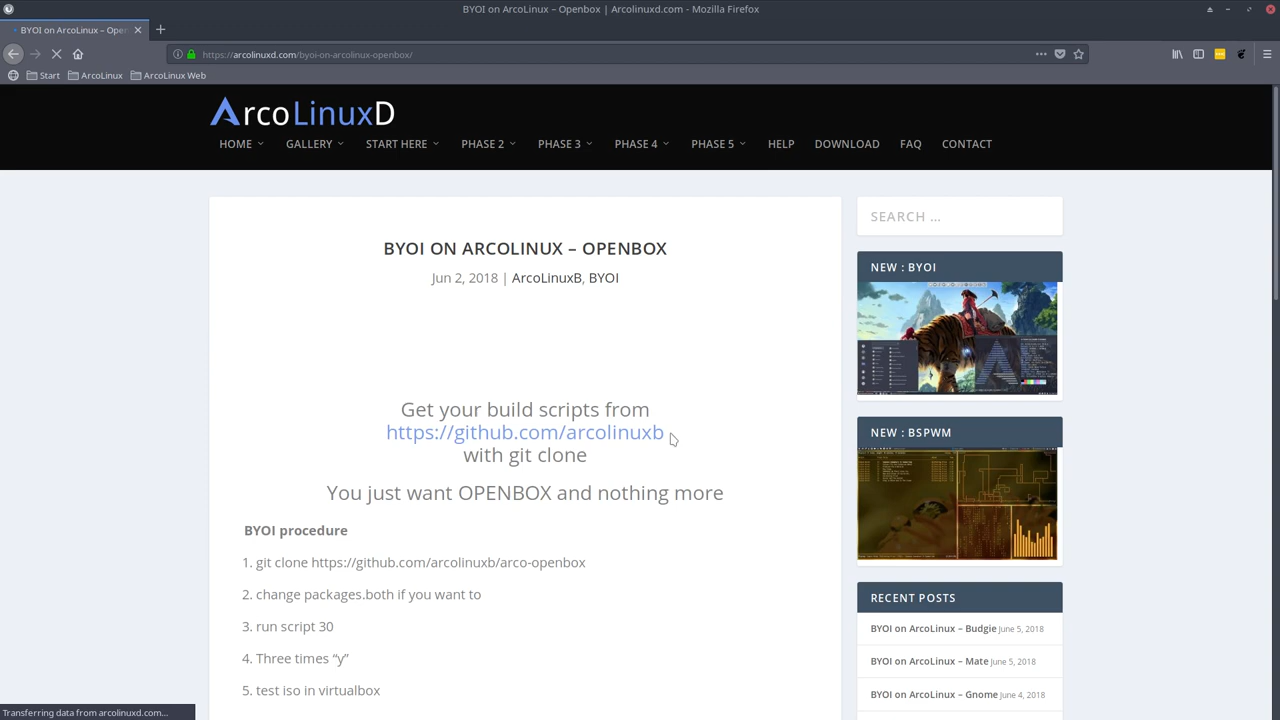 BYOI on ArcoLinux – Openbox | Arcolinuxd.com - Mozilla Firefox
BYOI on ArcoLinux – Open
https://arcolinuxd.com/byoi-on-arcolinux-openbox/
Start
ArcoLinux
ArcoLinux Web
ArcoLinuxD
HOME
GALLERY
START HERE
PHASE 2
PHASE 3
PHASE 4
PHASE 5
HELP
DOWNLOAD
FAQ
CONTACT
BYOI ON ARCOLINUX – OPENBOX
Jun 2, 2018 | ArcoLinuxB, BYOI
Get your build scripts from
https://github.com/arcolinuxb
with git clone
You just want OPENBOX and nothing more
BYOI procedure
1. git clone https://github.com/arcolinuxb/arco-openbox
2. change packages.both if you want to
3. run script 30
4. Three times “y”
5. test iso in virtualbox
SEARCH ...
NEW : BYOI
NEW : BSPWM
RECENT POSTS
BYOI on ArcoLinux – Budgie June 5, 2018
BYOI on ArcoLinux – Mate June 5, 2018
BYOI on ArcoLinux – Gnome June 4, 2018
Transferring data from arcolinuxd.com...